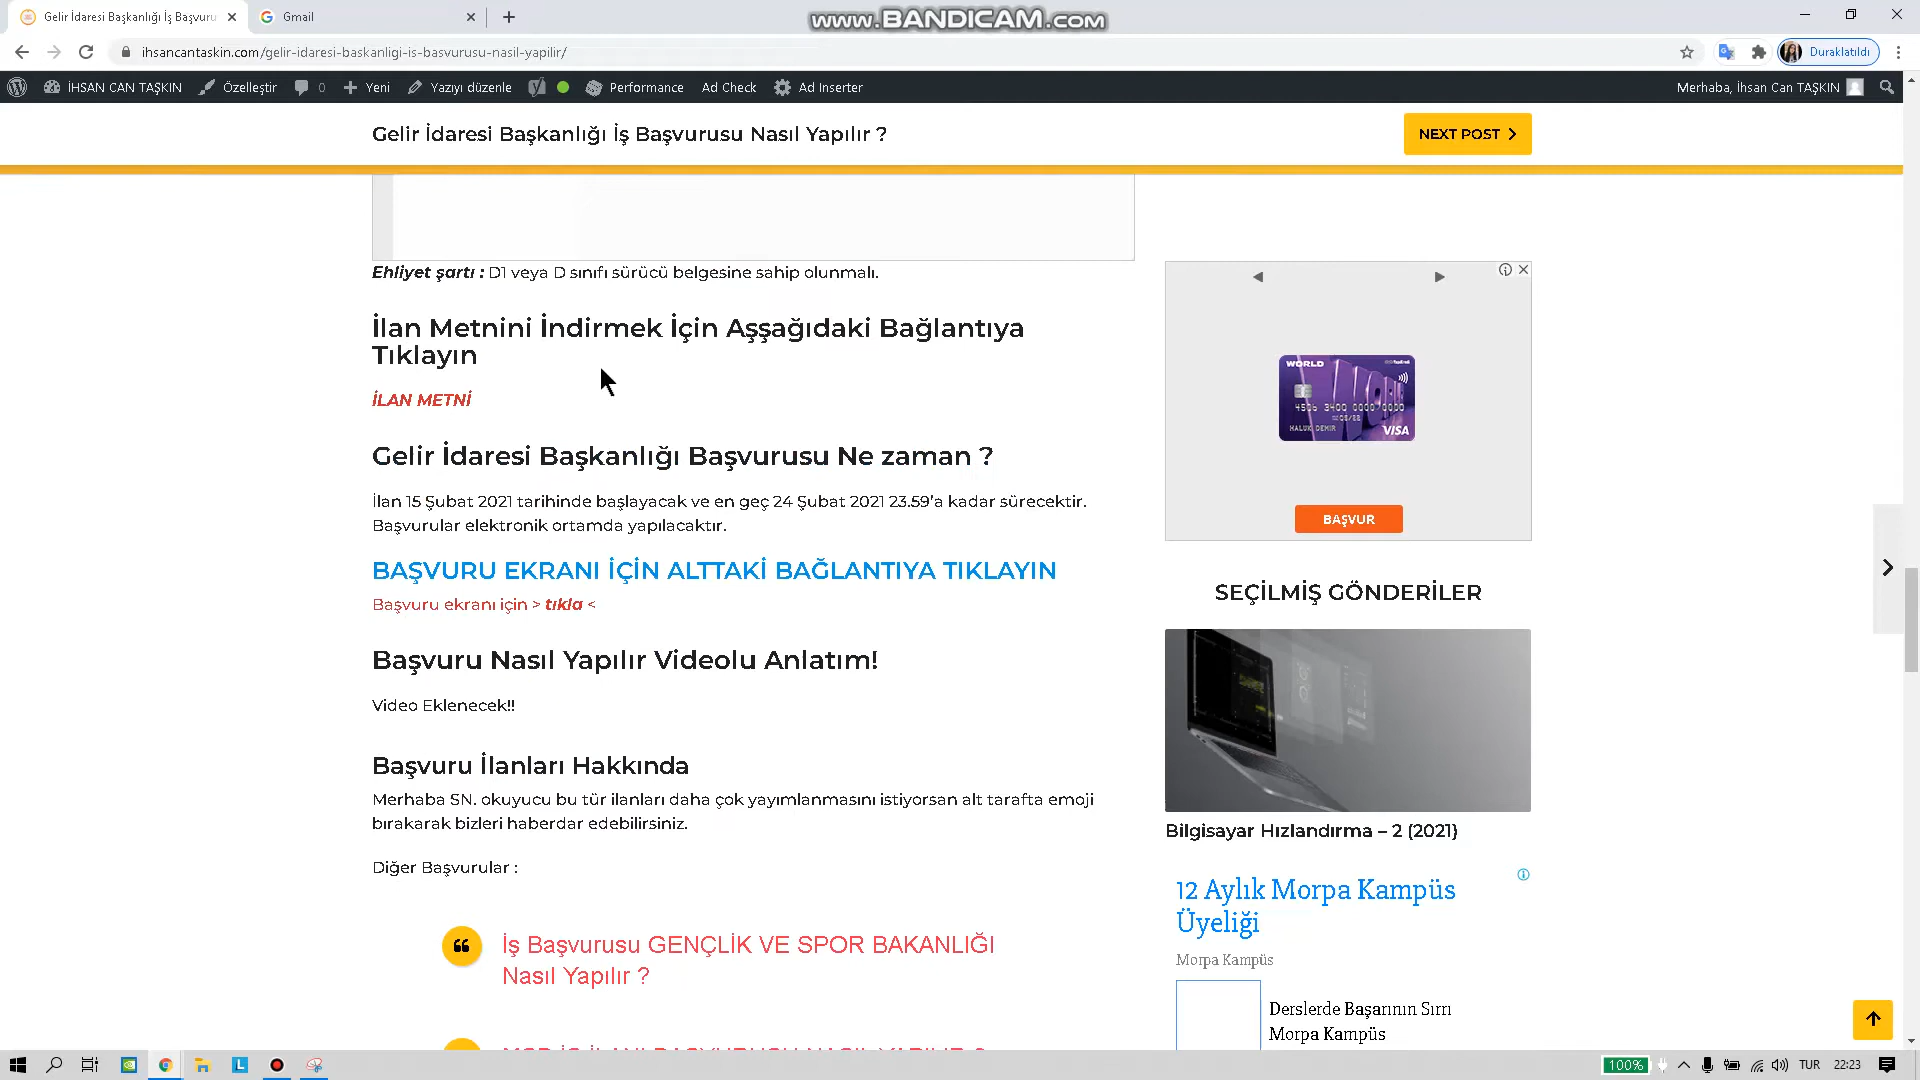 Gelir İdaresi Başkanlığı İş Başvuru
Gmail
www.BANDICAM.com
ihsancantaskin.com/gelir-idaresi-baskanligi-is-basvurusu-nasil-yapilir/
Duraklatıldı
İHSAN CAN TAŞKIN
Özelleştir
0
Yeni
Yazıyı düzenle
Performance
Ad Check
Ad Inserter
Merhaba, İhsan Can TAŞKIN
Gelir İdaresi Başkanlığı İş Başvurusu Nasıl Yapılır ?
NEXT POST
Ehliyet şartı : D1 veya D sınıfı sürücü belgesine sahip olunmalı.
İlan Metnini İndirmek İçin Aşşağıdaki Bağlantıya
Tıklayın
İLAN METNİ
Gelir İdaresi Başkanlığı Başvurusu Ne zaman ?
İlan 15 Şubat 2021 tarihinde başlayacak ve en geç 24 Şubat 2021 23.59’a kadar sürecektir.
Başvurular elektronik ortamda yapılacaktır.
BAŞVURU EKRANI İÇİN ALTTAKİ BAĞLANTIYA TIKLAYIN
Başvuru ekranı için > tıkla <
Başvuru Nasıl Yapılır Videolu Anlatım!
Video Eklenecek!!
Başvuru İlanları Hakkında
Merhaba SN. okuyucu bu tür ilanları daha çok yayımlanmasını istiyorsan alt tarafta emoji
bırakarak bizleri haberdar edebilirsiniz.
Diğer Başvurular :
İş Başvurusu GENÇLİK VE SPOR BAKANLIĞI
Nasıl Yapılır ?
WORLD
4506 3400 0000 0000
HALUK DEMIR
VISA
BAŞVUR
SEÇİLMİŞ GÖNDERİLER
Bilgisayar Hızlandırma – 2 (2021)
12 Aylık Morpa Kampüs
Üyeliği
Morpa Kampüs
Derslerde Başarının Sırrı
Morpa Kampüs
100%
TUR
22:23